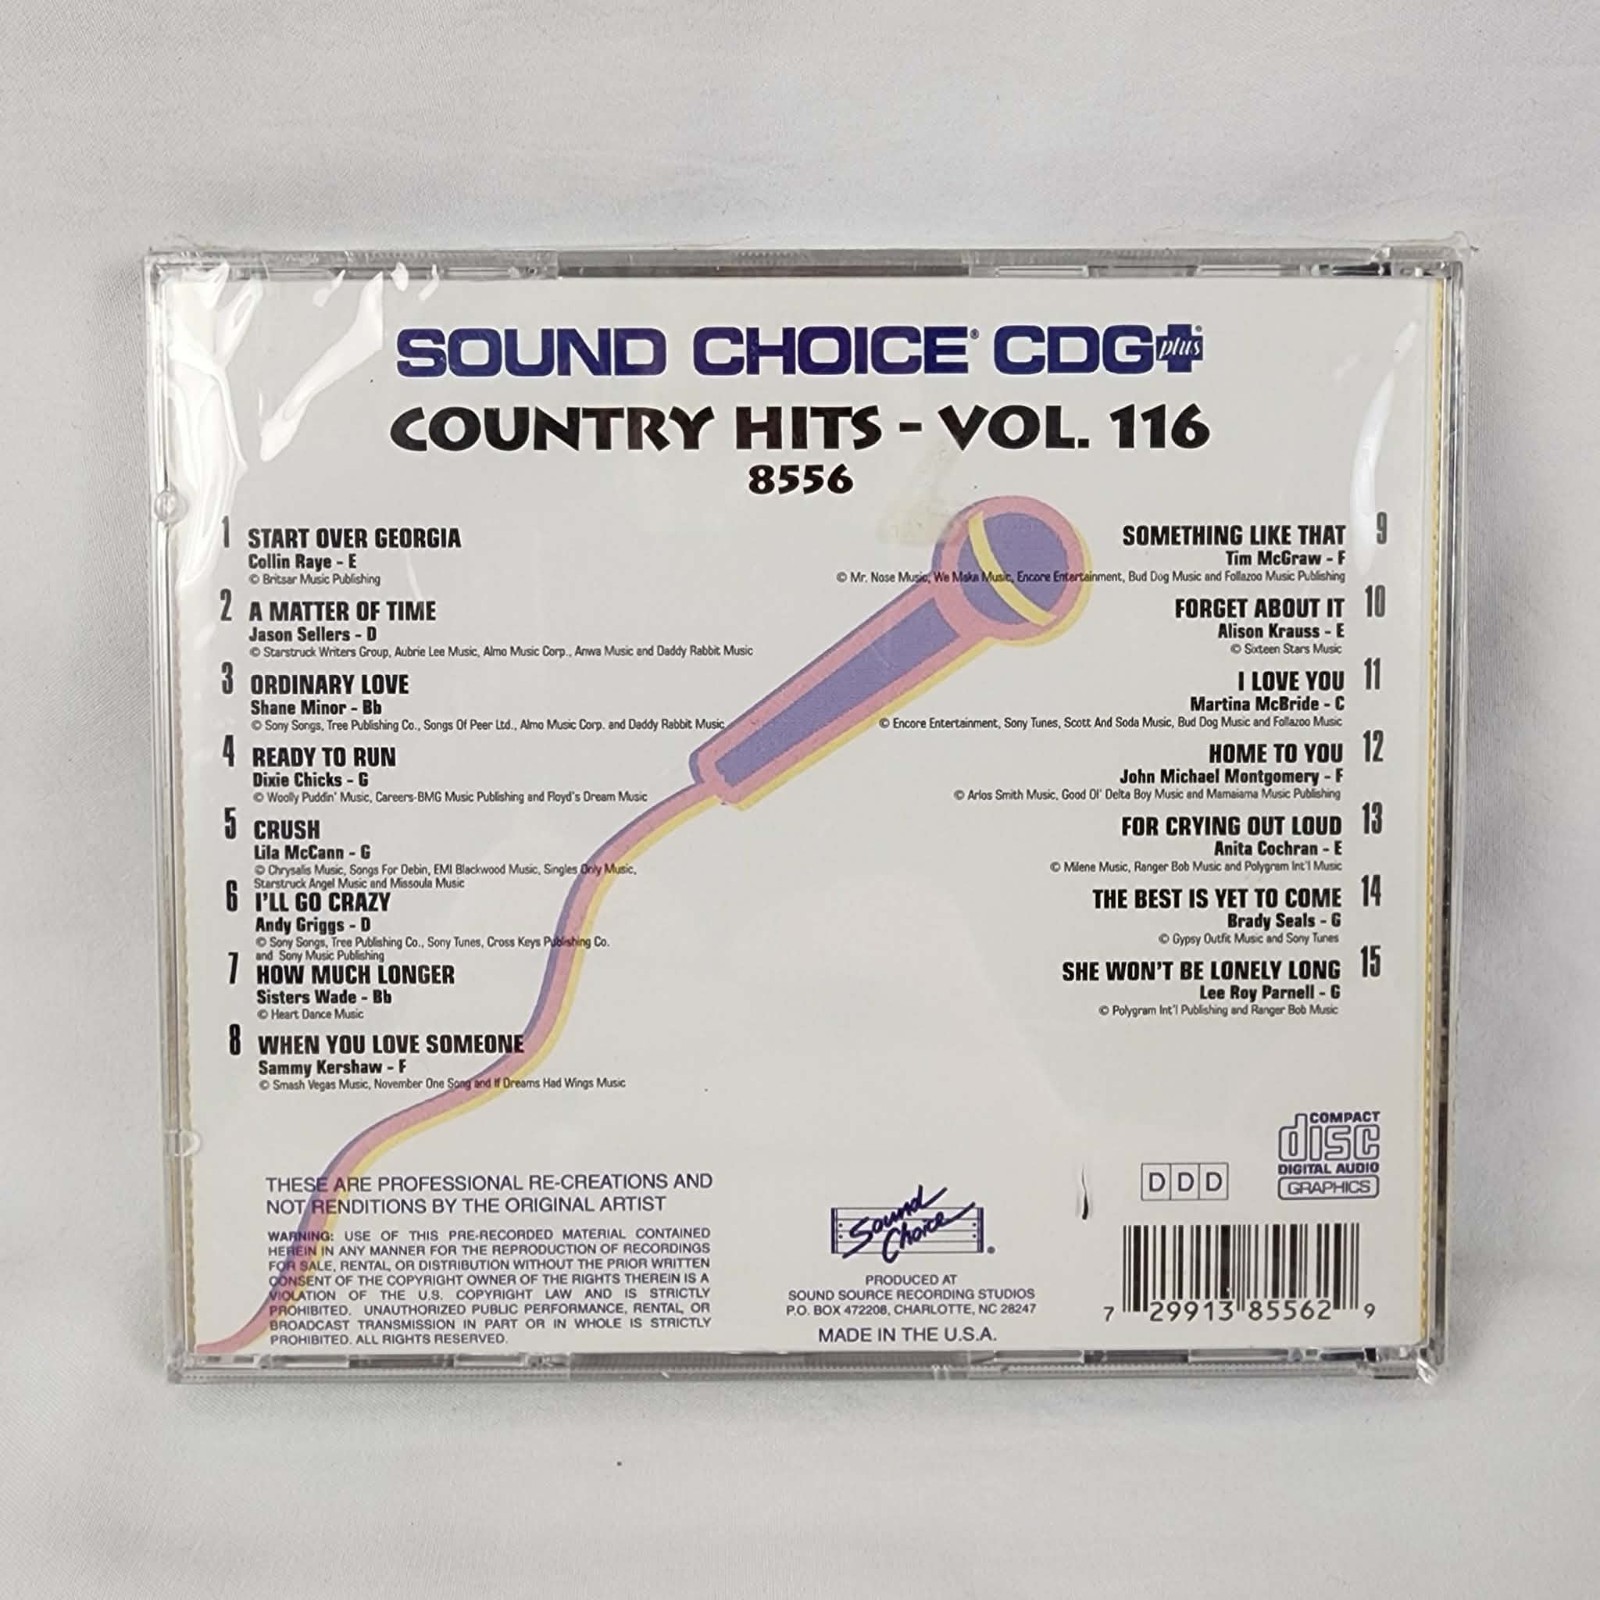 SOUND CHOICE® CDG plus®
COUNTRY HITS - VOL. 116
8556
1 START OVER GEORGIA
Collin Raye - E
© Britsar Music Publishing
2 A MATTER OF TIME
Jason Sellers - D
© Starstruck Writers Group, Aubrie Lee Music, Almo Music Corp., Anwa Music and Daddy Rabbit Music
3 ORDINARY LOVE
Shane Minor - Bb
© Sony Songs, Tree Publishing Co., Songs Of Peer Ltd., Almo Music Corp. and Daddy Rabbit Music
4 READY TO RUN
Dixie Chicks - G
© Woolly Puddin' Music, Careers-BMG Music Publishing and Floyd's Dream Music
5 CRUSH
Lila McCann - G
© Chrysalis Music, Songs For Debin, EMI Blackwood Music, Singles Only Music,
Starstruck Angel Music and Missoula Music
6 I'LL GO CRAZY
Andy Griggs - D
© Sony Songs, Tree Publishing Co., Sony Tunes, Cross Keys Publishing Co.
and Sony Music Publishing
7 HOW MUCH LONGER
Sisters Wade - Bb
© Heart Dance Music
8 WHEN YOU LOVE SOMEONE
Sammy Kershaw - F
© Smash Vegas Music, November One Song and If Dreams Had Wings Music
SOMETHING LIKE THAT 9
Tim McGraw - F
© Mr. Nose Music, We Make Music, Encore Entertainment, Bud Dog Music and Follazoo Music Publishing
FORGET ABOUT IT 10
Alison Krauss - E
© Sixteen Stars Music
I LOVE YOU 11
Martina McBride - C
© Encore Entertainment, Sony Tunes, Scott And Soda Music, Bud Dog Music and Follazoo Music
HOME TO YOU 12
John Michael Montgomery - F
© Arlos Smith Music, Good Ol' Delta Boy Music and Mamalama Music Publishing
FOR CRYING OUT LOUD 13
Anita Cochran - E
© Milene Music, Ranger Bob Music and Polygram Int'l Music
THE BEST IS YET TO COME 14
Brady Seals - G
© Gypsy Outfit Music and Sony Tunes
SHE WON'T BE LONELY LONG 15
Lee Roy Parnell - G
© Polygram Int'l Publishing and Ranger Bob Music
THESE ARE PROFESSIONAL RE-CREATIONS AND
NOT RENDITIONS BY THE ORIGINAL ARTIST
WARNING: USE OF THIS PRE-RECORDED MATERIAL CONTAINED
HEREIN IN ANY MANNER FOR THE REPRODUCTION OF RECORDINGS
FOR SALE, RENTAL, OR DISTRIBUTION WITHOUT THE PRIOR WRITTEN
CONSENT OF THE COPYRIGHT OWNER OF THE RIGHTS THEREIN IS A
VIOLATION OF THE U.S. COPYRIGHT LAW AND IS STRICTLY
PROHIBITED. UNAUTHORIZED PUBLIC PERFORMANCE, RENTAL, OR
BROADCAST TRANSMISSION IN PART OR IN WHOLE IS STRICTLY
PROHIBITED. ALL RIGHTS RESERVED.
Sound Choice®
PRODUCED AT
SOUND SOURCE RECORDING STUDIOS
P.O. BOX 472208, CHARLOTTE, NC 28247
MADE IN THE U.S.A.
DDD
COMPACT
disc
DIGITAL AUDIO
GRAPHICS
7 29913 85562 9